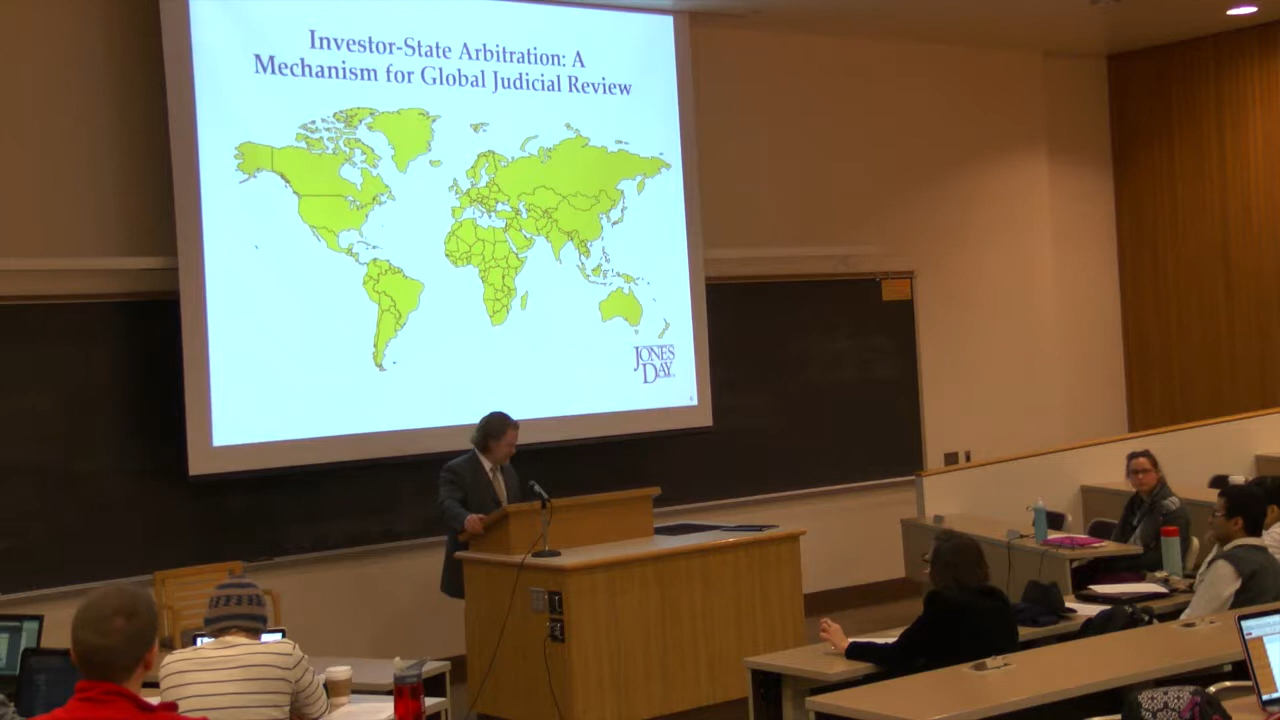 Investor-State Arbitration: A
Mechanism for Global Judicial Review
JONES
DAY